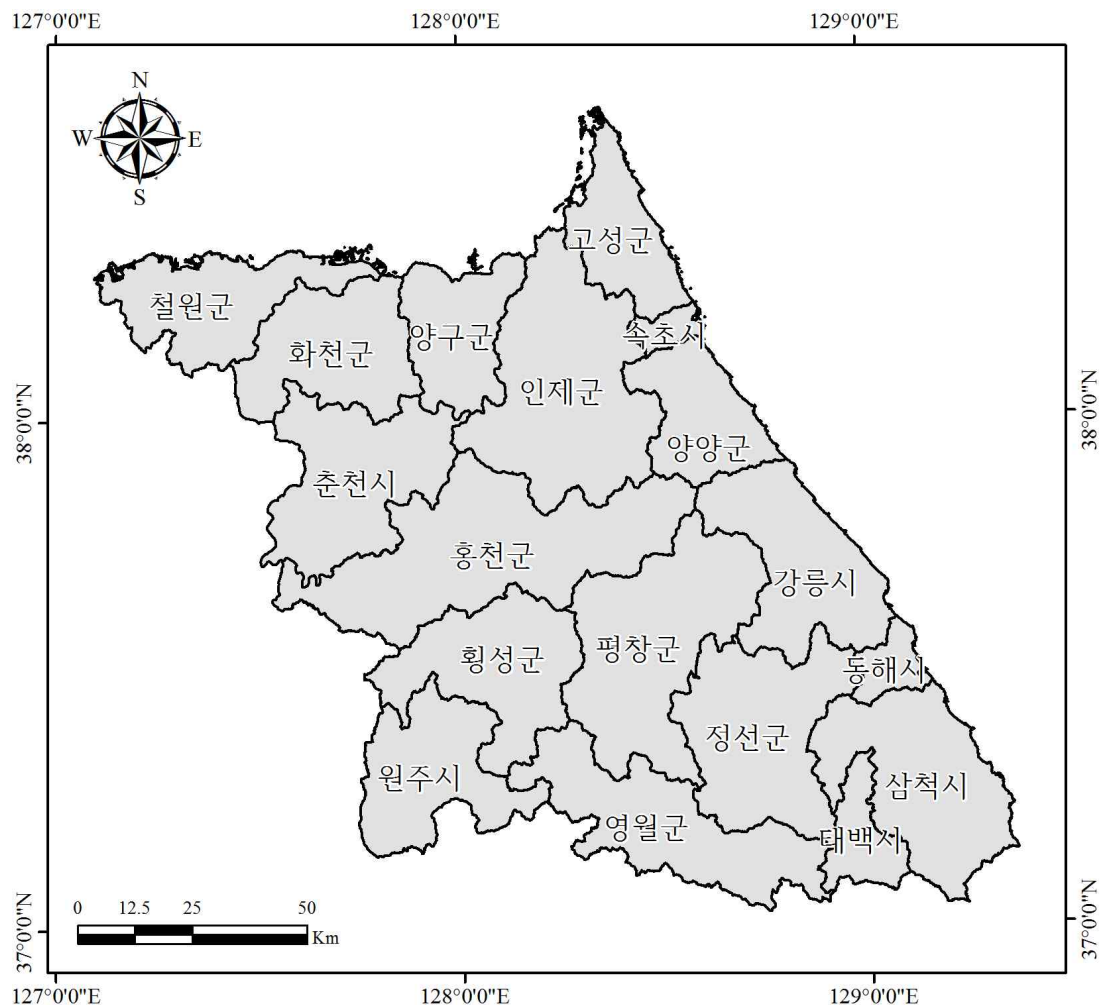 127°0'0"E
128°0'0"E
129°0'0"E
N
W
E
S
고성군
철원군
양구군
속초시
화천군
인제군
38°0'0"N
38°0'0"N
양양군
춘천시
홍천군
강릉시
평창군
횡성군
동해시
정선군
원주시
삼척시
영월군
태백시
0
12.5
25
50
Km
37°0'0"N
37°0'0"N
127°0'0"E
128°0'0"E
129°0'0"E